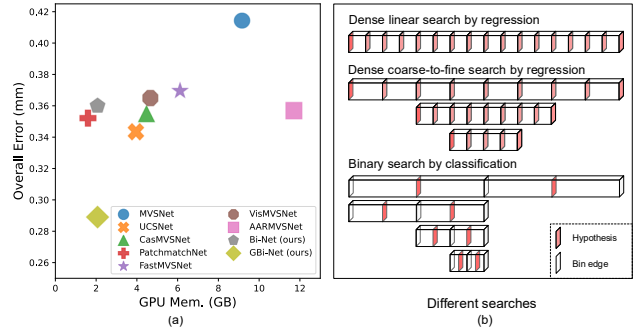 0.42
0.40
0.38
0.36
0.34
0.32
0.30
0.28
0.26
Overall Error (mm)
MVSNet
UCSNet
CasMVSNet
PatchmatchNet
FastMVSNet
VisMVSNet
AARMVSNet
Bi-Net (ours)
GBi-Net (ours)
0 2 4 6 8 10 12
GPU Mem. (GB)
(a)
Dense linear search by regression
Dense coarse-to-fine search by regression
Binary search by classification
Hypothesis
Bin edge
Different searches
(b)